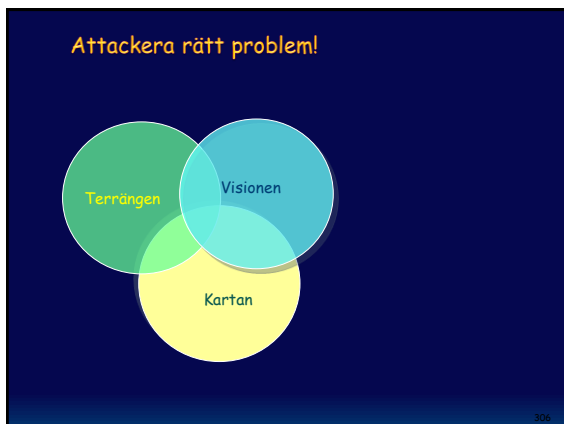 Attackera rätt problem!
Terrängen
Visionen
Kartan
306